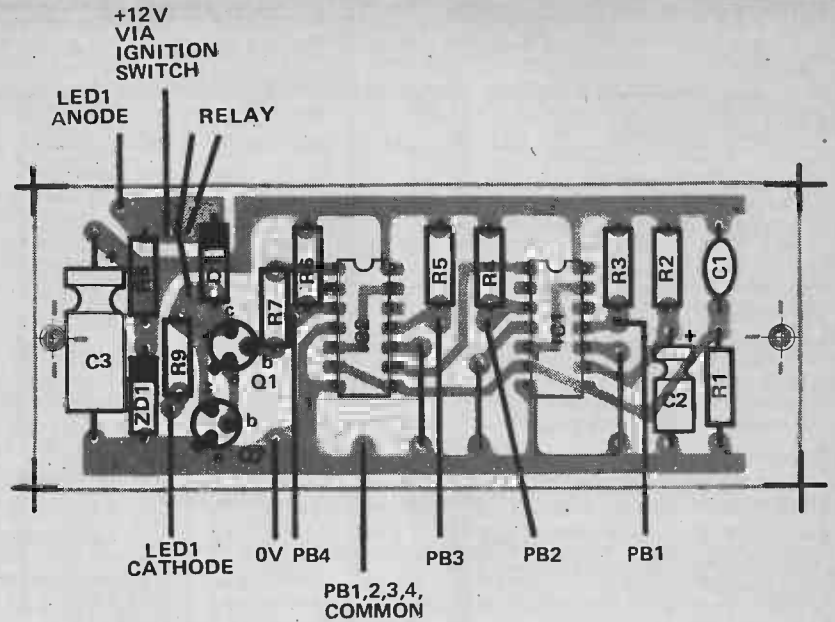 +12V
VIA
IGNITION
SWITCH
LED1
ANODE
RELAY
R6
R5
R4
R3
R2
C1
R7
C3
R9
ZD1
c
b
Q1
b
e
+
C2
R1
LED1
CATHODE
0V
PB4
PB3
PB2
PB1
PB1,2,3,4,
COMMON